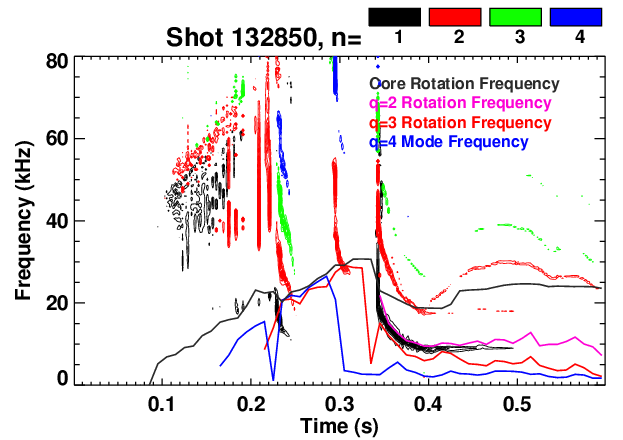 Shot 132850, n=
1 2 3 4
Core Rotation Frequency
q=2 Rotation Frequency
q=3 Rotation Frequency
q=4 Mode Frequency
Frequency (kHz)
80
60
40
20
0
0.1 0.2 0.3 0.4 0.5
Time (s)